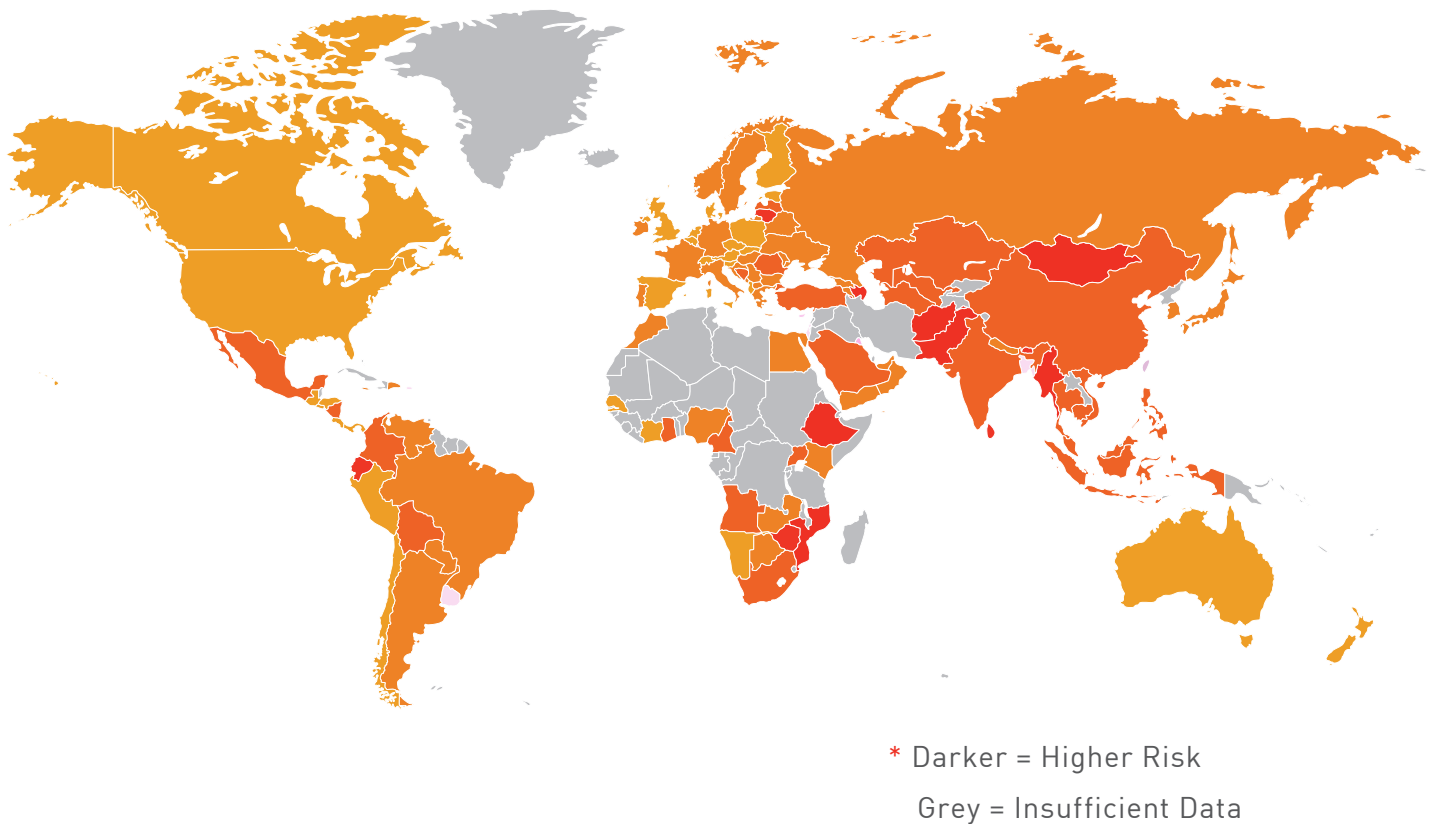 * Darker = Higher Risk
Grey = Insufficient Data